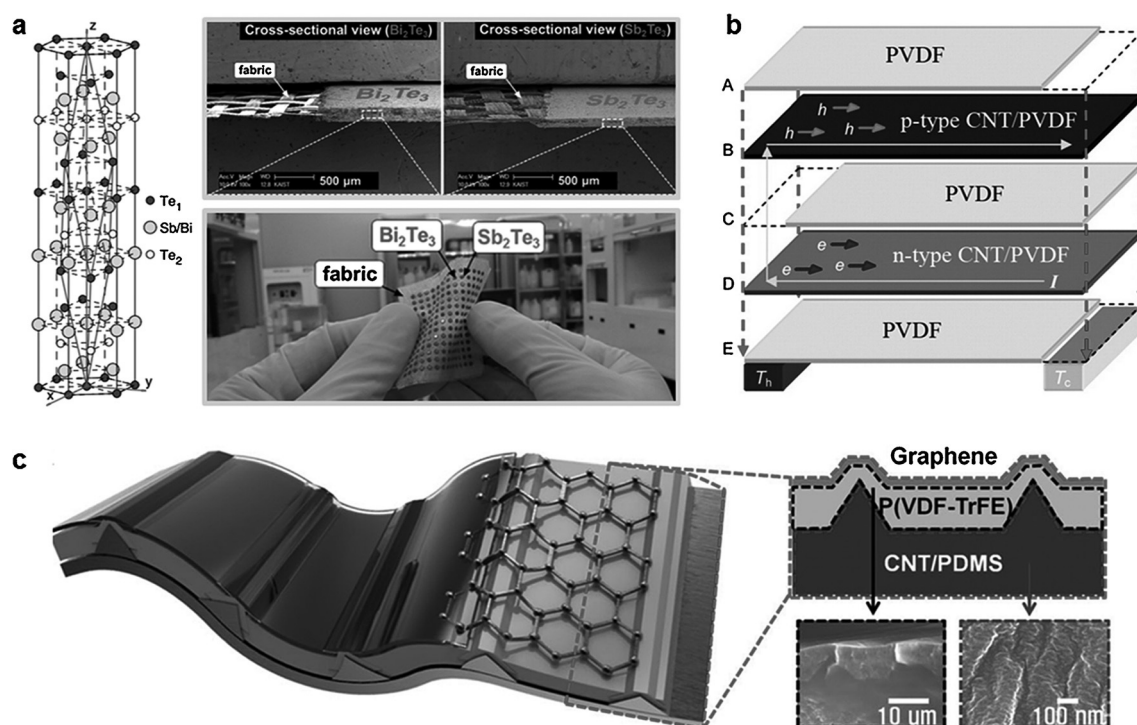 a
z
y
x
Te1
Sb/Bi
Te2
Cross-sectional view (Bi2Te3)
fabric
Bi2Te3
500 μm
Cross-sectional view (Sb2Te3)
fabric
Sb2Te3
500 μm
fabric
Bi2Te3
Sb2Te3
b
PVDF
A
h
h h
p-type CNT/PVDF
B
PVDF
C
e
e e
n-type CNT/PVDF
I
D
PVDF
E
Th
Tc
c
Graphene
P(VDF-TrFE)
CNT/PDMS
10 μm
100 nm